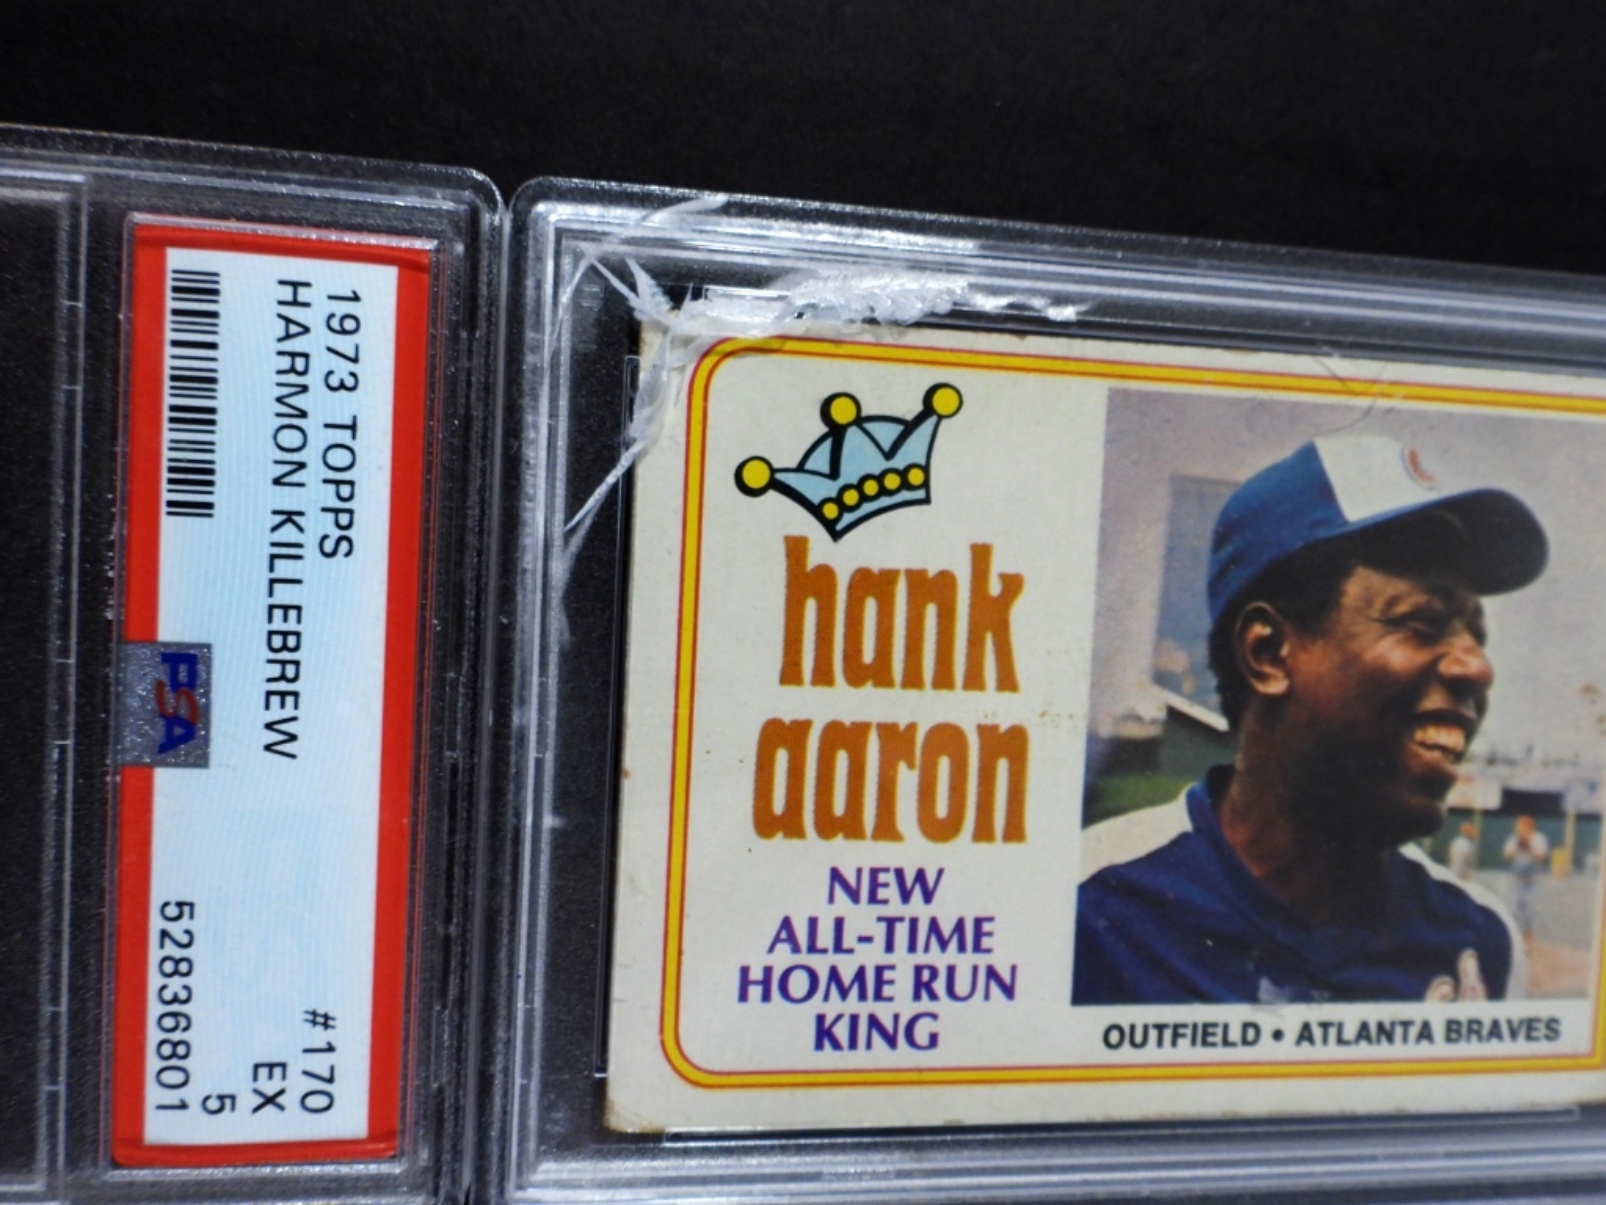 1973 TOPPS
HARMON KILLEBREW
#170
EX
5
52836801
PSA
hank
aaron
NEW
ALL-TIME
HOME RUN
KING
OUTFIELD • ATLANTA BRAVES